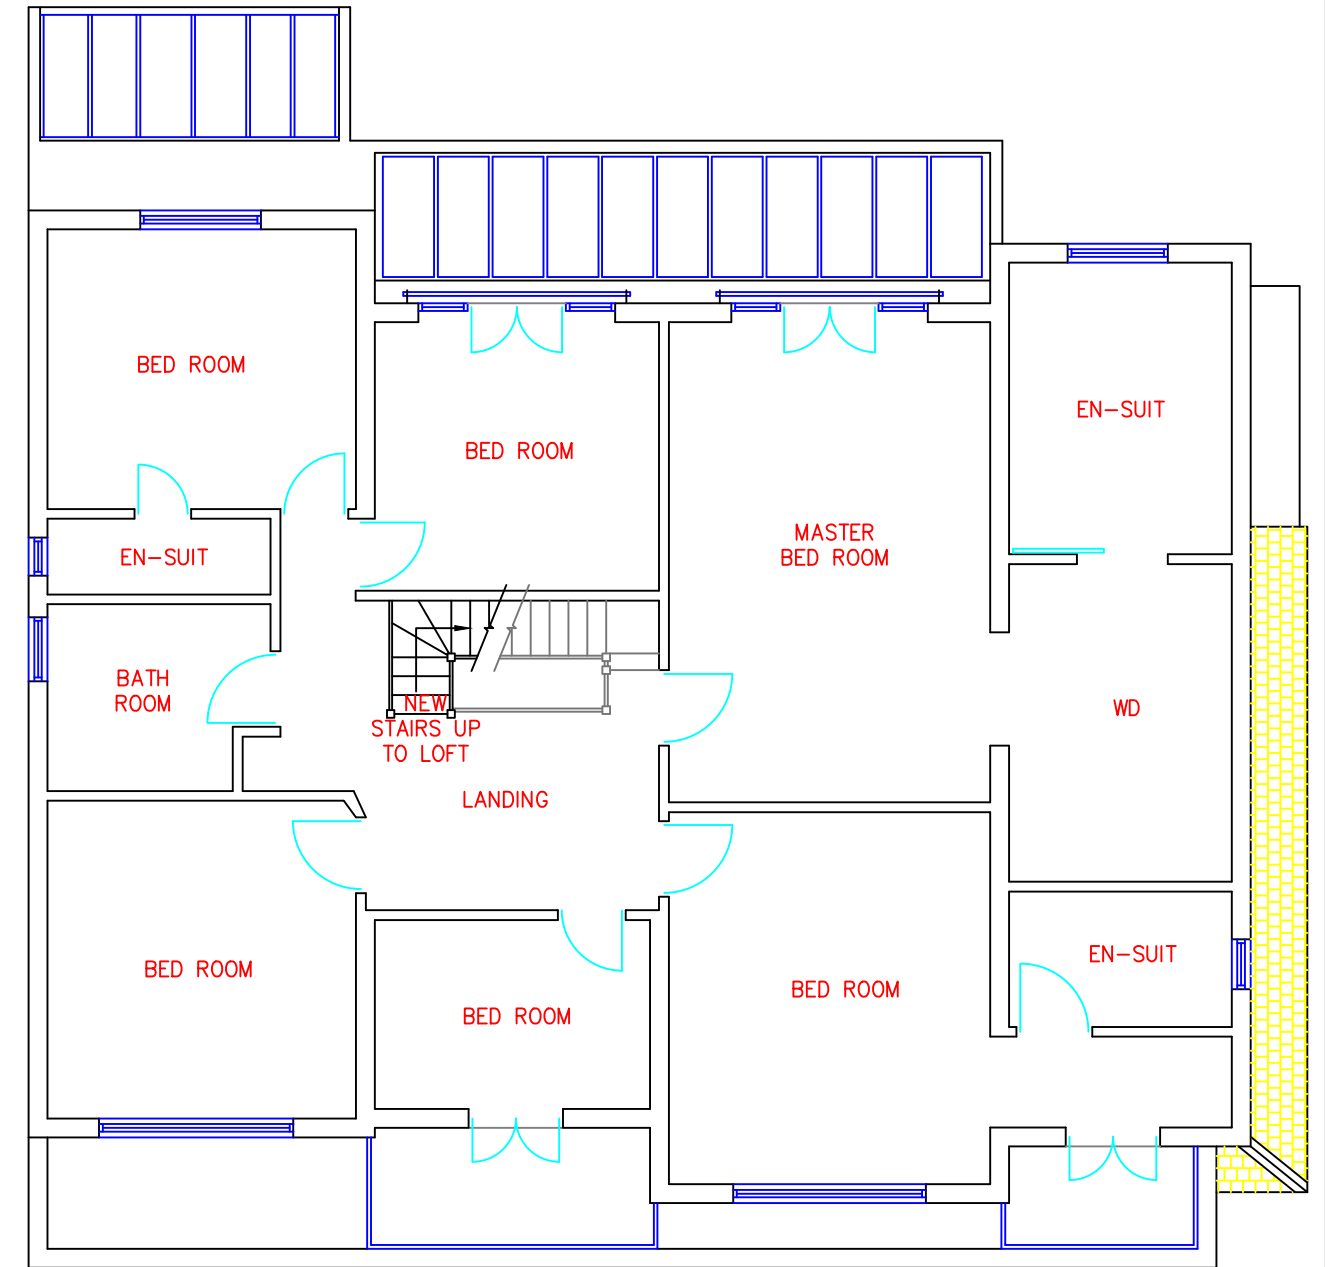 BED ROOM
EN-SUIT
BED ROOM
MASTER
BED ROOM
EN-SUIT
BATH
ROOM
NEW
STAIRS UP
TO LOFT
WD
LANDING
BED ROOM
BED ROOM
BED ROOM
EN-SUIT